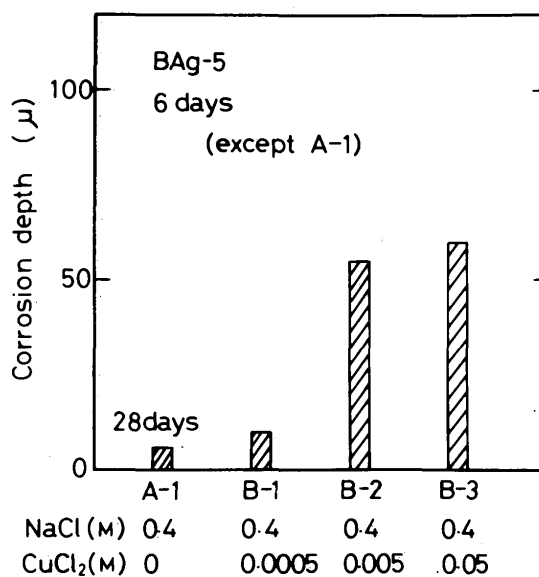 BAg-5
6 days
(except A-1)
Corrosion depth (μ)
100
50
0
28days
A-1 B-1 B-2 B-3
NaCl(M) 0·4 0·4 0·4 0·4
CuCl₂(M) 0 0·0005 0·005 0·05